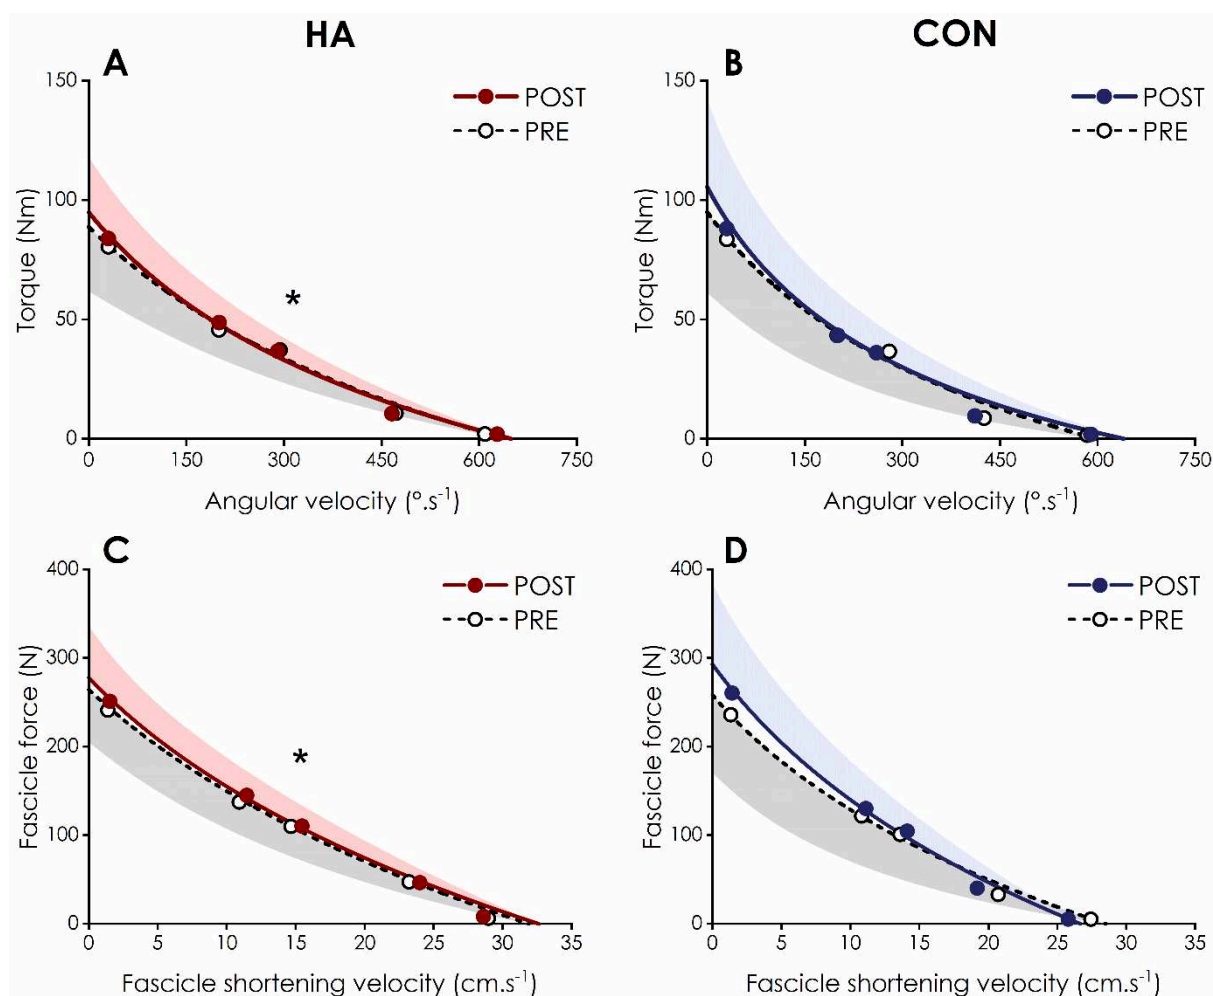 HA
CON
A
B
POST
PRE
POST
PRE
150
100
50
0
Torque (Nm)
0 150 300 450 600 750
Angular velocity (°.s-1)
150
100
50
0
Torque (Nm)
0 150 300 450 600 750
Angular velocity (°.s-1)
*
C
D
POST
PRE
POST
PRE
400
300
200
100
0
Fascicle force (N)
0 5 10 15 20 25 30 35
Fascicle shortening velocity (cm.s-1)
400
300
200
100
0
Fascicle force (N)
0 5 10 15 20 25 30 35
Fascicle shortening velocity (cm.s-1)
*